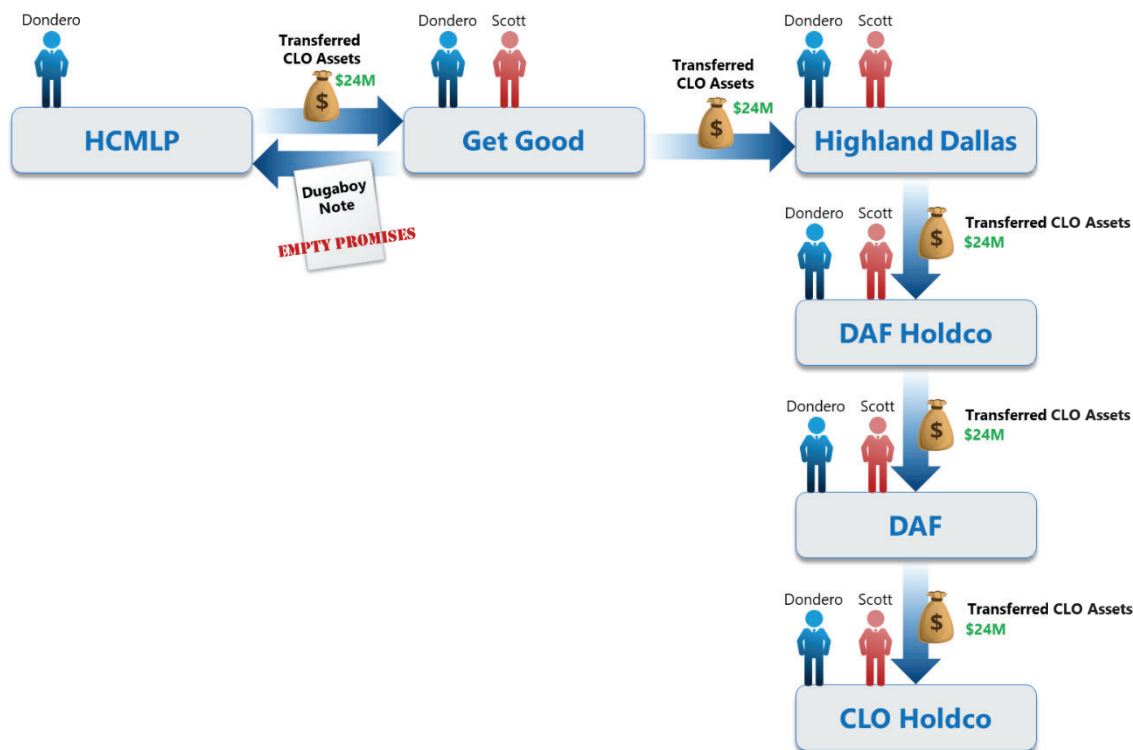 Dondero
Transferred
CLO Assets
$24M
$
HCMLP
Dugaboy
Note
EMPTY PROMISES
Dondero
Scott
Get Good
Transferred
CLO Assets
$24M
$
Dondero
Scott
Highland Dallas
Dondero
Scott
$
Transferred CLO Assets
$24M
DAF Holdco
Dondero
Scott
$
Transferred CLO Assets
$24M
DAF
Dondero
Scott
$
Transferred CLO Assets
$24M
CLO Holdco